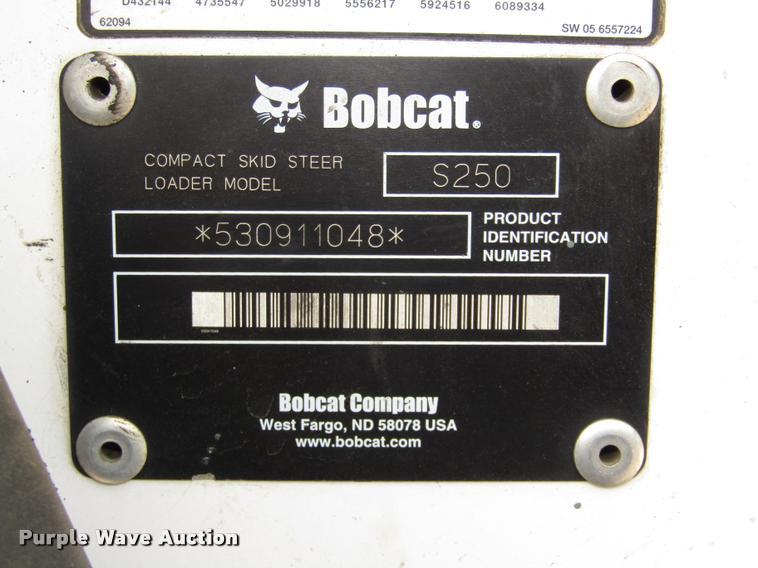 D432144 4735547 5029918 5556217 5924516 6089334
62094
SW 05 6557224
Bobcat®
COMPACT SKID STEER
LOADER MODEL
S250
*530911048*
PRODUCT
IDENTIFICATION
NUMBER
Bobcat Company
West Fargo, ND 58078 USA
www.bobcat.com
Purple Wave Auction